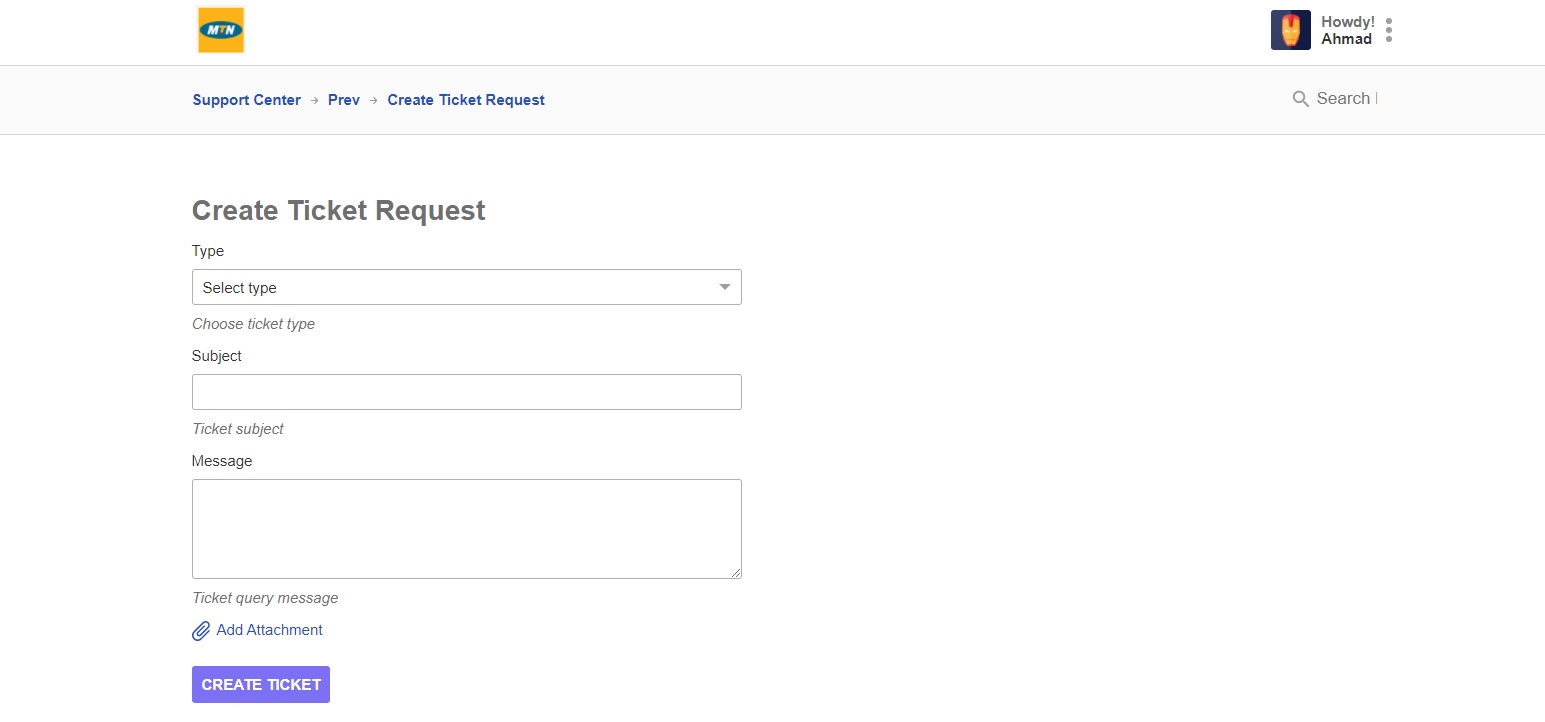 MTN
Howdy!
Ahmad
Support Center → Prev → Create Ticket Request
Search
Create Ticket Request
Type
Select type
Choose ticket type
Subject
Ticket subject
Message
Ticket query message
Add Attachment
CREATE TICKET